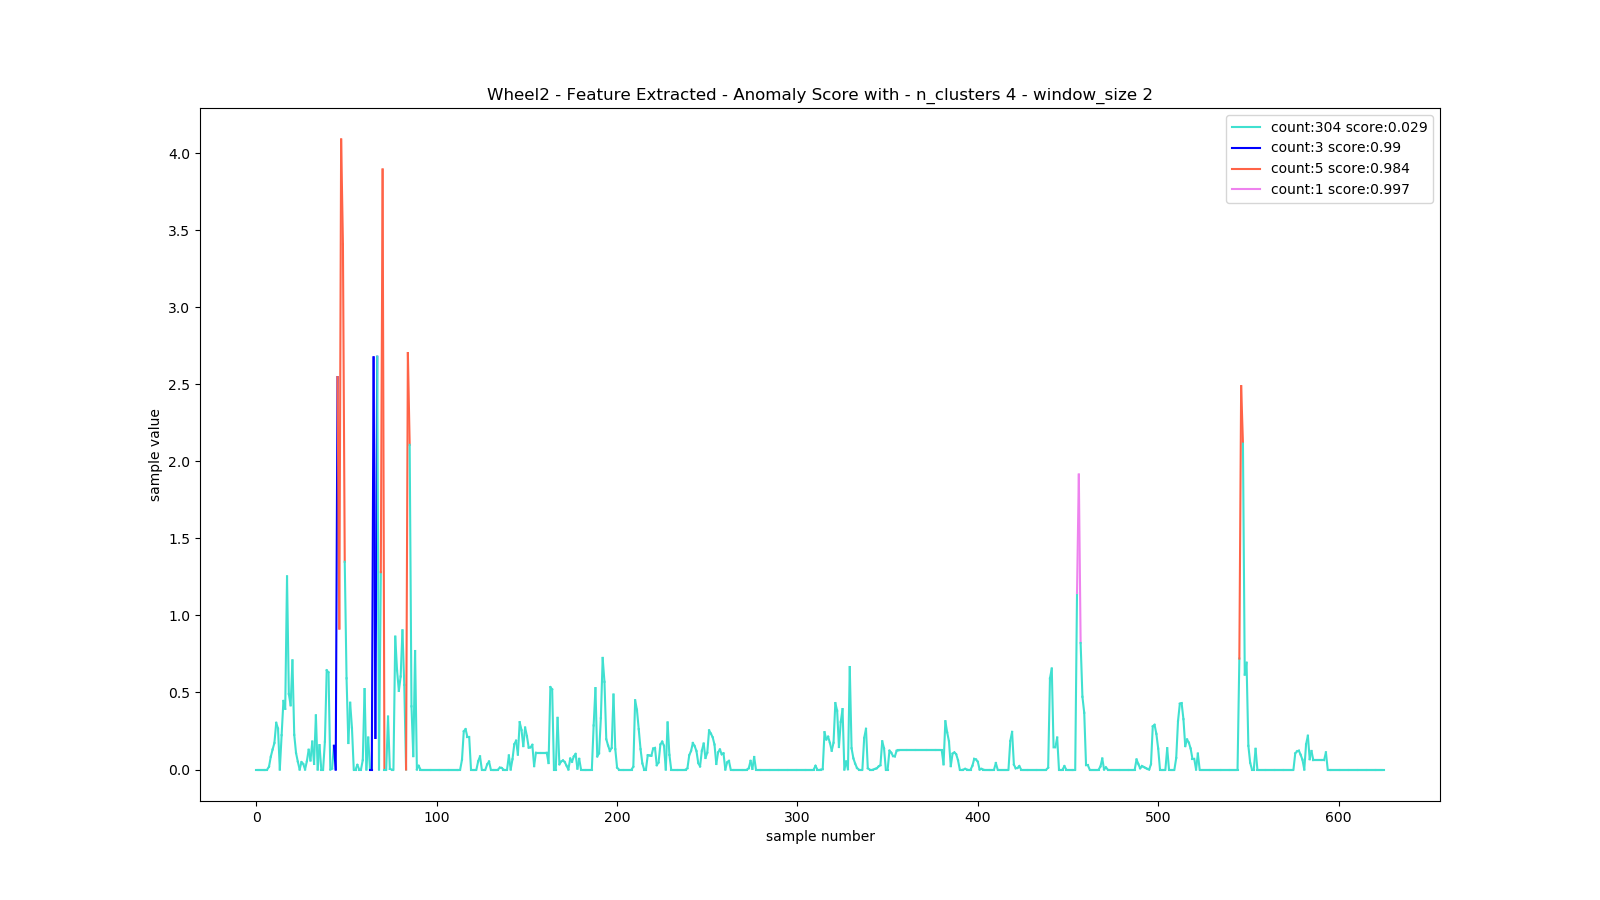 Wheel2 - Feature Extracted - Anomaly Score with - n_clusters 4 - window_size 2
count:304 score:0.029
count:3 score:0.99
count:5 score:0.984
count:1 score:0.997
4.0
3.5
3.0
2.5
2.0
1.5
1.0
0.5
0.0
sample value
0 100 200 300 400 500 600
sample number